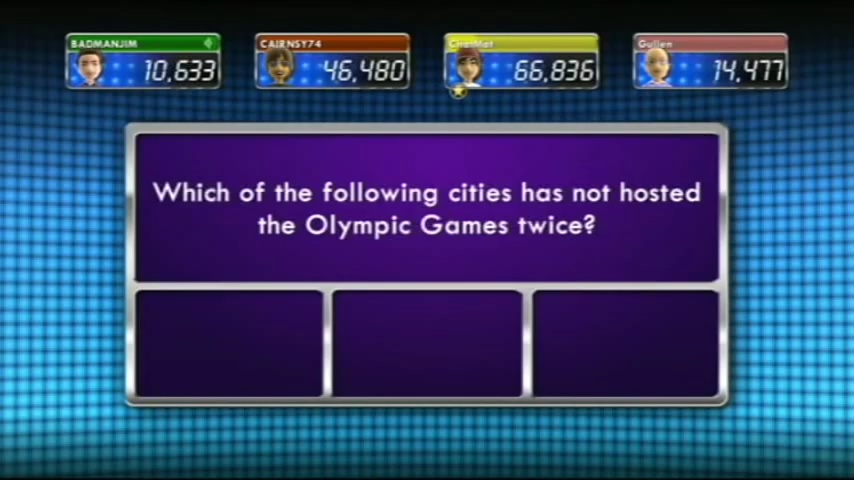 BADMANJIM
10,633
CAIRNSY74
46,480
ChatMat
66,836
Gullen
14,477
Which of the following cities has not hosted
the Olympic Games twice?